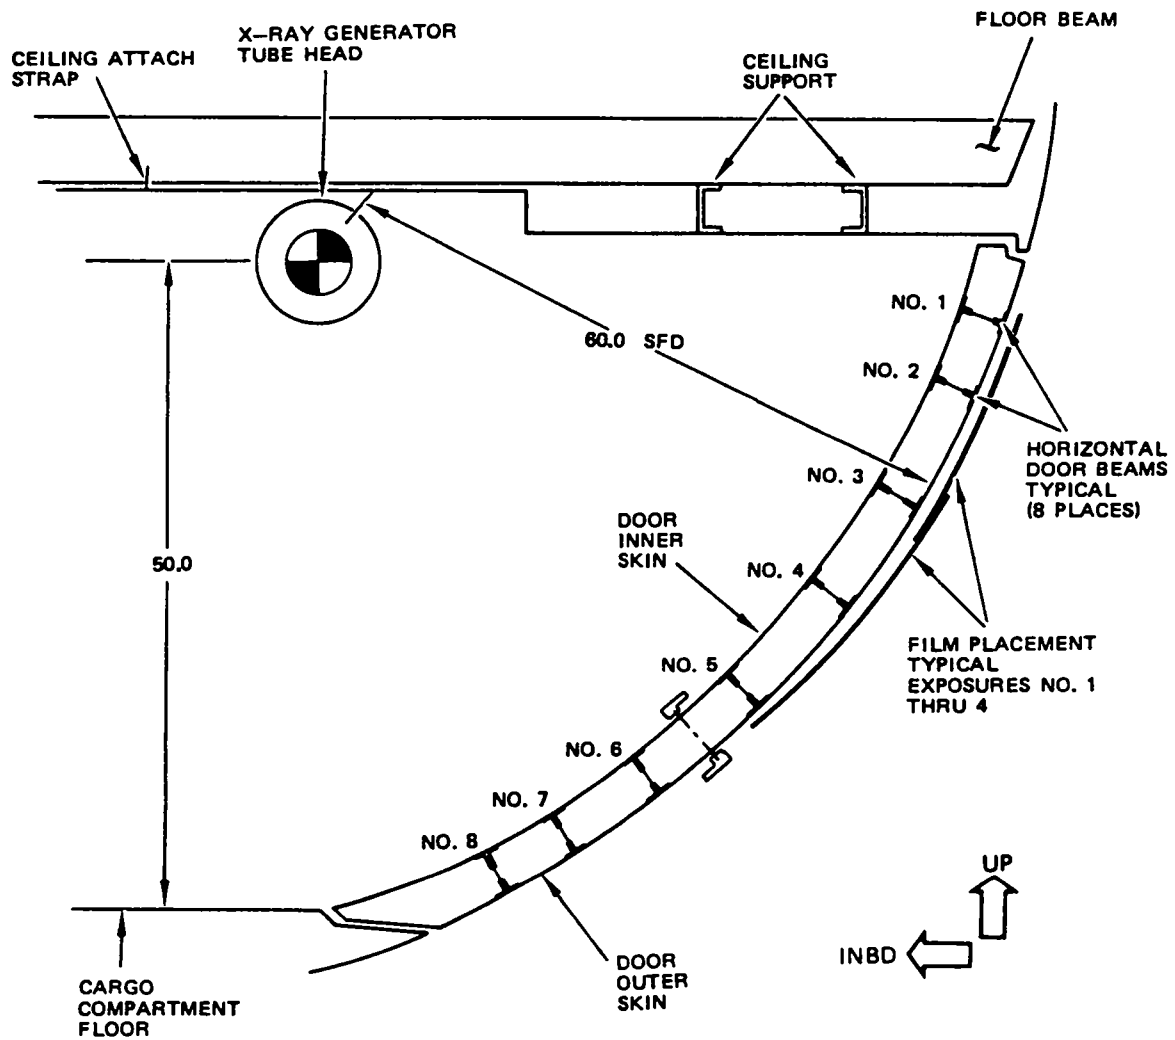 FLOOR BEAM
X-RAY GENERATOR
TUBE HEAD
CEILING ATTACH
STRAP
CEILING
SUPPORT
NO. 1
60.0 SFD
NO. 2
HORIZONTAL
DOOR BEAMS
TYPICAL
(8 PLACES)
NO. 3
DOOR
INNER
SKIN
50.0
NO. 4
FILM PLACEMENT
TYPICAL
EXPOSURES NO. 1
THRU 4
NO. 5
NO. 6
NO. 7
NO. 8
UP
INBD
DOOR
OUTER
SKIN
CARGO
COMPARTMENT
FLOOR